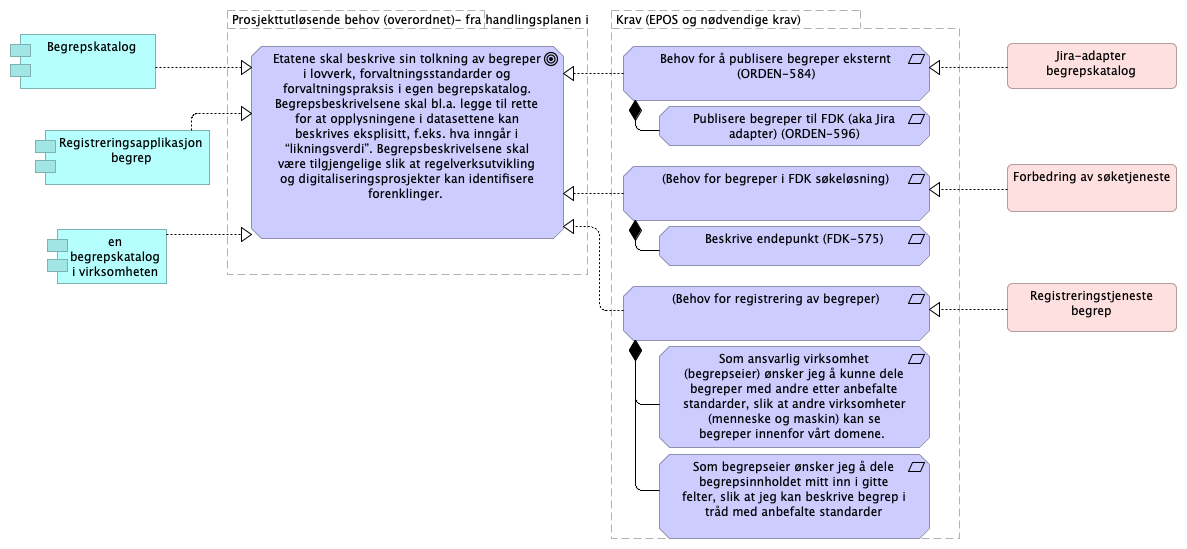 Prosjekttutløsende behov (overordnet)- fra handlingsplanen i
Krav (EPOS og nødvendige krav)
Begrepskatalog
Registreringsapplikasjon
begrep
en
begrepskatalog
i virksomheten
Etatene skal beskrive sin tolkning av begreper
i lovverk, forvaltningsstandarder og
forvaltningspraksis i egen begrepskatalog.
Begrepsbeskrivelsene skal bl.a. legge til rette
for at opplysningene i datasettene kan
beskrives eksplisitt, f.eks. hva inngår i
“likningsverdi”. Begrepsbeskrivelsene skal
være tilgjengelige slik at regelverksutvikling
og digitaliseringsprosjekter kan identifisere
forenklinger.
Behov for å publisere begreper eksternt
(ORDEN-584)
Publisere begreper til FDK (aka Jira
adapter) (ORDEN-596)
(Behov for begreper i FDK søkeløsning)
Beskrive endepunkt (FDK-575)
(Behov for registrering av begreper)
Som ansvarlig virksomhet
(begrepseier) ønsker jeg å kunne dele
begreper med andre etter anbefalte
standarder, slik at andre virksomheter
(menneske og maskin) kan se
begreper innenfor vårt domene.
Som begrepseier ønsker jeg å dele
begrepsinnholdet mitt inn i gitte
felter, slik at jeg kan beskrive begrep i
tråd med anbefalte standarder
Jira-adapter
begrepskatalog
Forbedring av søketjeneste
Registreringstjeneste
begrep